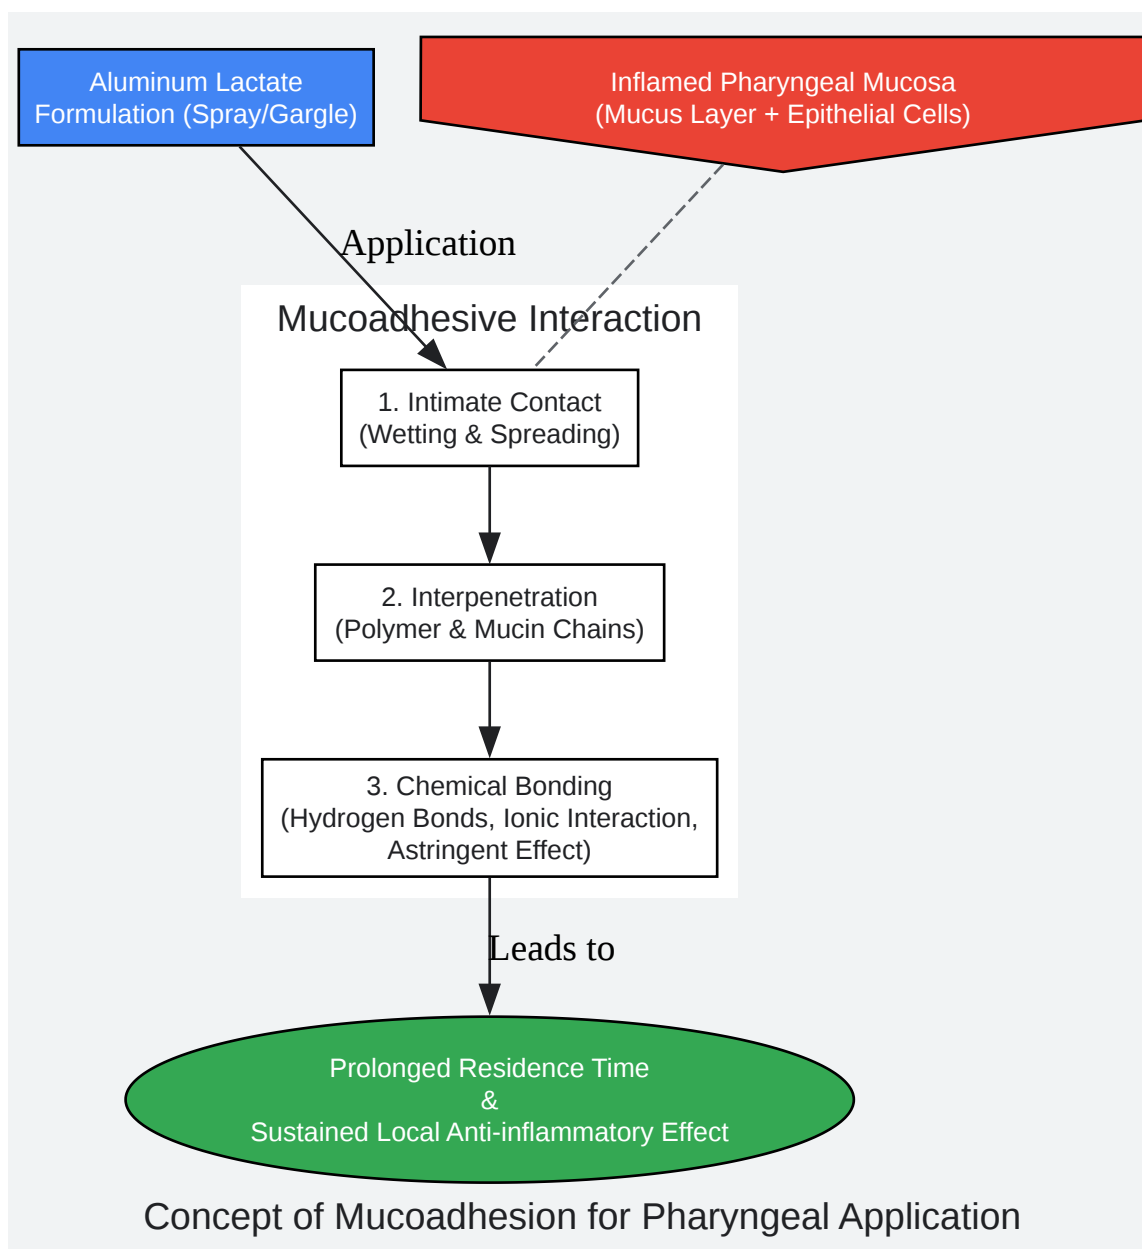 Aluminum Lactate
Formulation (Spray/Gargle)
Inflamed Pharyngeal Mucosa
(Mucus Layer + Epithelial Cells)
Application
Mucoadhesive Interaction
1. Intimate Contact
(Wetting & Spreading)
2. Interpenetration
(Polymer & Mucin Chains)
3. Chemical Bonding
(Hydrogen Bonds, Ionic Interaction,
Astringent Effect)
Leads to
Prolonged Residence Time
&
Sustained Local Anti-inflammatory Effect
Concept of Mucoadhesion for Pharyngeal Application